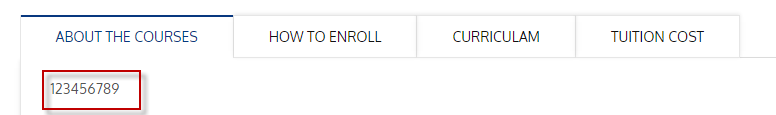 ABOUT THE COURSES HOW TO ENROLL CURRICULAM TUITION COST
123456789